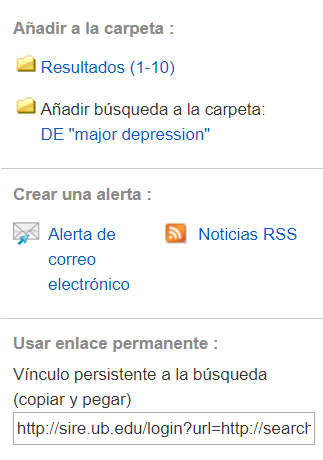 Añadir a la carpeta :
Resultados (1-10)
Añadir búsqueda a la carpeta:
DE "major depression"
Crear una alerta :
Alerta de
correo
electrónico
Noticias RSS
Usar enlace permanente :
Vínculo persistente a la búsqueda
(copiar y pegar)
http://sire.ub.edu/login?url=http://search